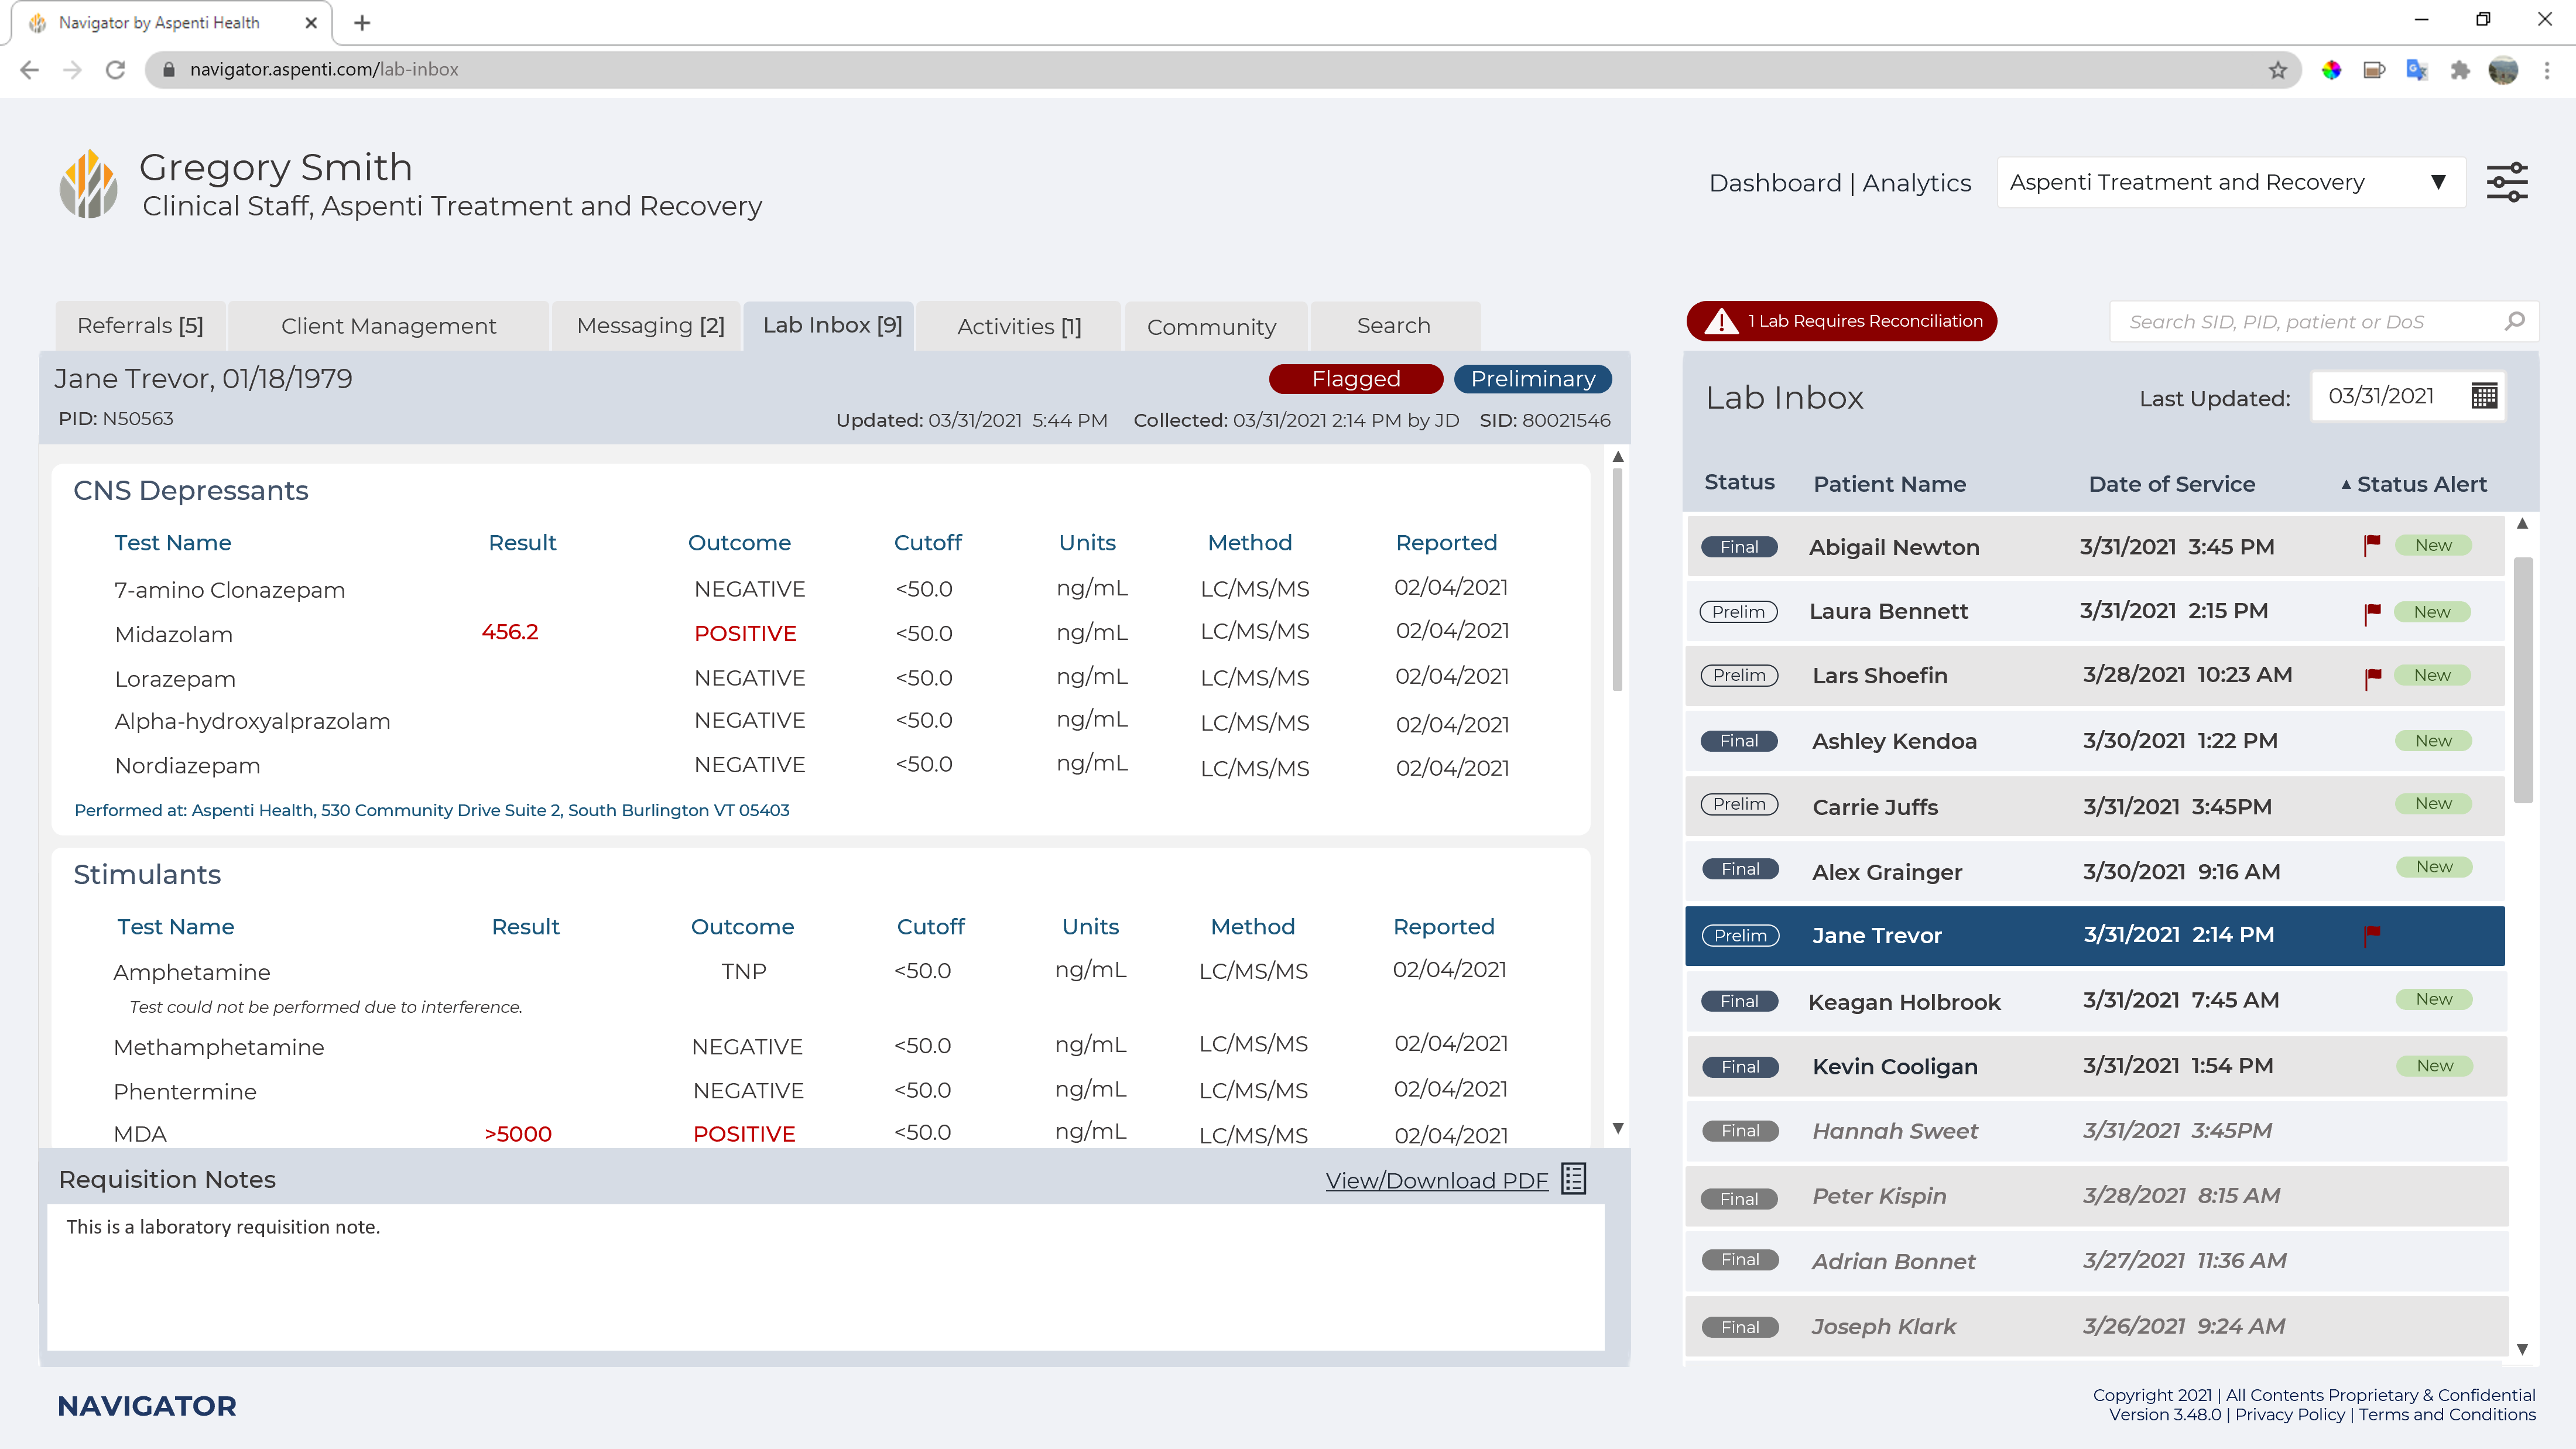 Navigator by Aspenti Health
navigator.aspenti.com/lab-inbox
Gregory Smith
Clinical Staff, Aspenti Treatment and Recovery
Dashboard | Analytics
Aspenti Treatment and Recovery
Referrals [5]
Client Management
Messaging [2]
Lab Inbox [9]
Activities [1]
Community
Search
1 Lab Requires Reconciliation
Search SID, PID, patient or DoS
Jane Trevor, 01/18/1979
Flagged
Preliminary
PID: N50563
Updated: 03/31/2021 5:44 PM
Collected: 03/31/2021 2:14 PM by JD
SID: 80021546
CNS Depressants
Test Name Result Outcome Cutoff Units Method Reported
7-amino Clonazepam NEGATIVE <50.0 ng/mL LC/MS/MS 02/04/2021
Midazolam 456.2 POSITIVE <50.0 ng/mL LC/MS/MS 02/04/2021
Lorazepam NEGATIVE <50.0 ng/mL LC/MS/MS 02/04/2021
Alpha-hydroxyalprazolam NEGATIVE <50.0 ng/mL LC/MS/MS 02/04/2021
Nordiazepam NEGATIVE <50.0 ng/mL LC/MS/MS 02/04/2021
Performed at: Aspenti Health, 530 Community Drive Suite 2, South Burlington VT 05403
Stimulants
Test Name Result Outcome Cutoff Units Method Reported
Amphetamine TNP <50.0 ng/mL LC/MS/MS 02/04/2021
Test could not be performed due to interference.
Methamphetamine NEGATIVE <50.0 ng/mL LC/MS/MS 02/04/2021
Phentermine NEGATIVE <50.0 ng/mL LC/MS/MS 02/04/2021
MDA >5000 POSITIVE <50.0 ng/mL LC/MS/MS 02/04/2021
Requisition Notes
View/Download PDF
This is a laboratory requisition note.
Lab Inbox
Last Updated: 03/31/2021
Status Patient Name Date of Service Status Alert
Final Abigail Newton 3/31/2021 3:45 PM New
Prelim Laura Bennett 3/31/2021 2:15 PM New
Prelim Lars Shoefin 3/28/2021 10:23 AM New
Final Ashley Kendoa 3/30/2021 1:22 PM New
Prelim Carrie Juffs 3/31/2021 3:45PM New
Final Alex Grainger 3/30/2021 9:16 AM New
Prelim Jane Trevor 3/31/2021 2:14 PM
Final Keagan Holbrook 3/31/2021 7:45 AM New
Final Kevin Cooligan 3/31/2021 1:54 PM New
Final Hannah Sweet 3/31/2021 3:45PM
Final Peter Kispin 3/28/2021 8:15 AM
Final Adrian Bonnet 3/27/2021 11:36 AM
Final Joseph Klark 3/26/2021 9:24 AM
NAVIGATOR
Copyright 2021 | All Contents Proprietary & Confidential
Version 3.48.0 | Privacy Policy | Terms and Conditions